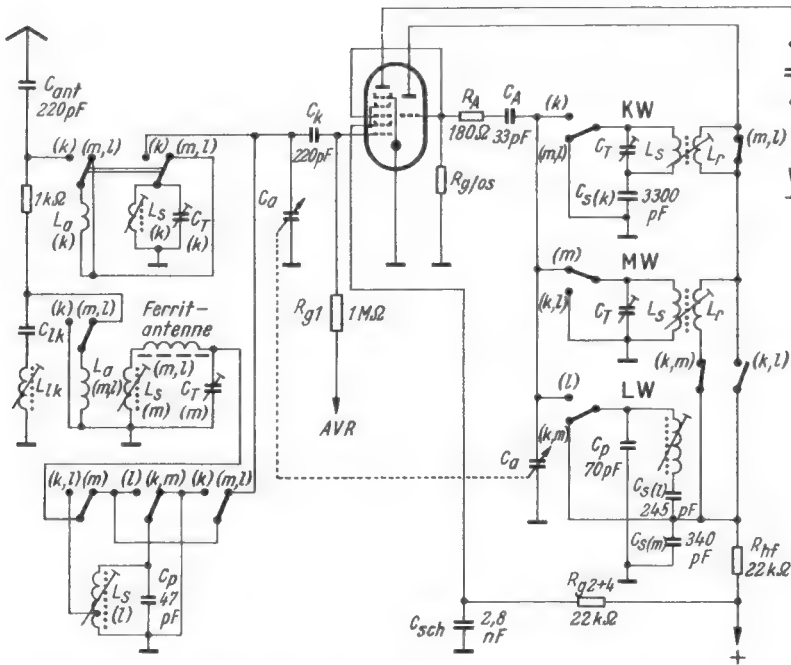 C_ant
220pF
(k) (m,l)
(k) (m,l)
1kΩ
L_a
(k)
L_s
(k)
C_T
(k)
C_k
220pF
C_a
R_A
180Ω
C_A
33pF
(k)
(m,l)
KW
C_T
L_s
L_r
(m,l)
C_s(k)
3300
pF
R_g/os
C_lk
(k) (m,l)
Ferrit-
antenne
(m,l)
L_a
(m,l)
L_s
(m)
C_T
(m)
L_lk
R_g1
1MΩ
AVR
(m)
(k,l)
MW
C_T
L_s
L_r
(k,m)
(k,l)
(l)
(k,m)
LW
C_a
C_p
70pF
C_s(l)
245 pF
C_s(m)
340
pF
(k,l) (m)
(l) (k,m)
(k) (m,l)
L_s
(l)
C_p
47
pF
C_sch
2,8
nF
R_g2+4
22kΩ
R_hf
22kΩ
+